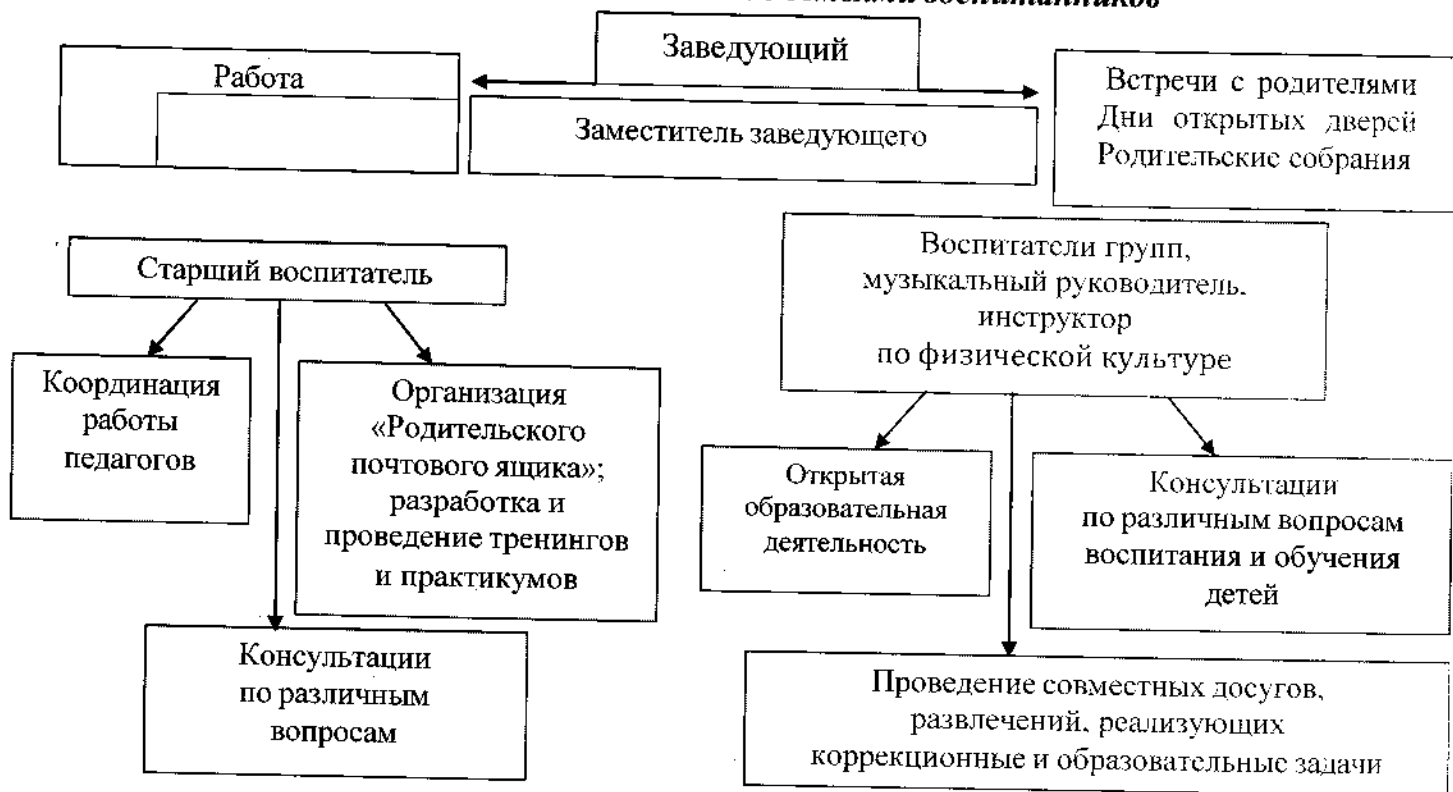 воспитанников
Заведующий
Работа
Заместитель заведующего
Встречи с родителями
Дни открытых дверей
Родительские собрания
Старший воспитатель
Воспитатели групп,
музыкальный руководитель,
инструктор
по физической культуре
Координация
работы
педагогов
Организация
«Родительского
почтового ящика»;
разработка и
проведение тренингов
и практикумов
Открытая
образовательная
деятельность
Консультации
по различным вопросам
воспитания и обучения
детей
Консультации
по различным
вопросам
Проведение совместных досугов,
развлечений, реализующих
коррекционные и образовательные задачи